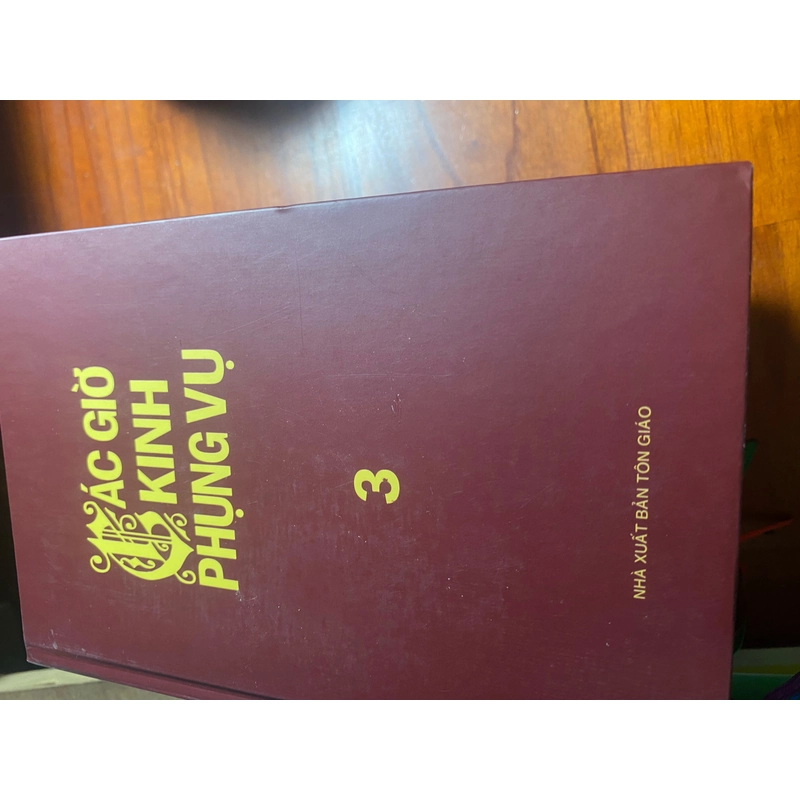 CÁC GIỜ
KINH
PHỤNG VỤ
3
NHÀ XUẤT BẢN TÔN GIÁO